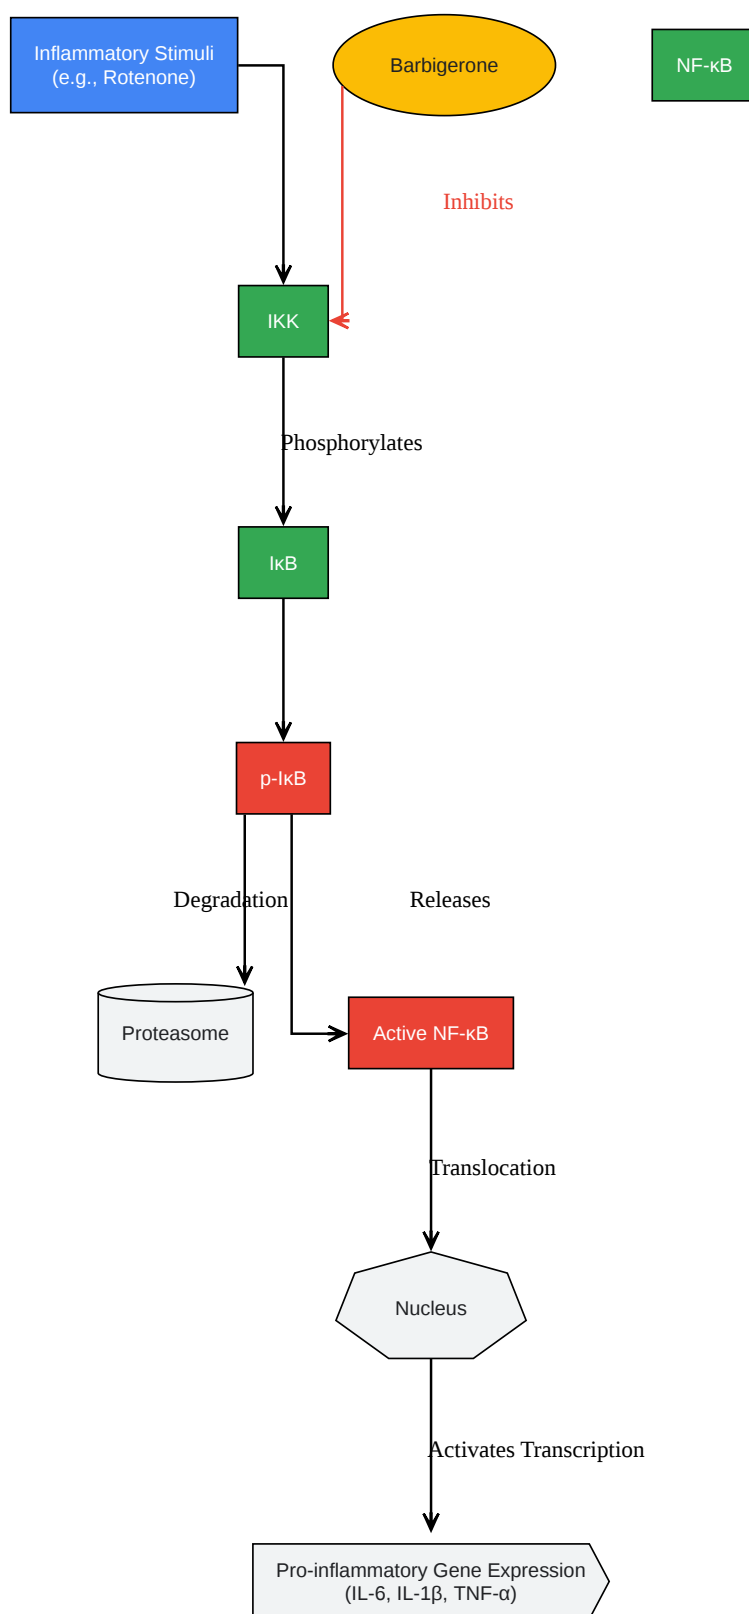 Inflammatory Stimuli
(e.g., Rotenone)
Barbigerone
NF-κB
Inhibits
IKK
Phosphorylates
IκB
p-IκB
Degradation
Releases
Proteasome
Active NF-κB
Translocation
Nucleus
Activates Transcription
Pro-inflammatory Gene Expression
(IL-6, IL-1β, TNF-α)